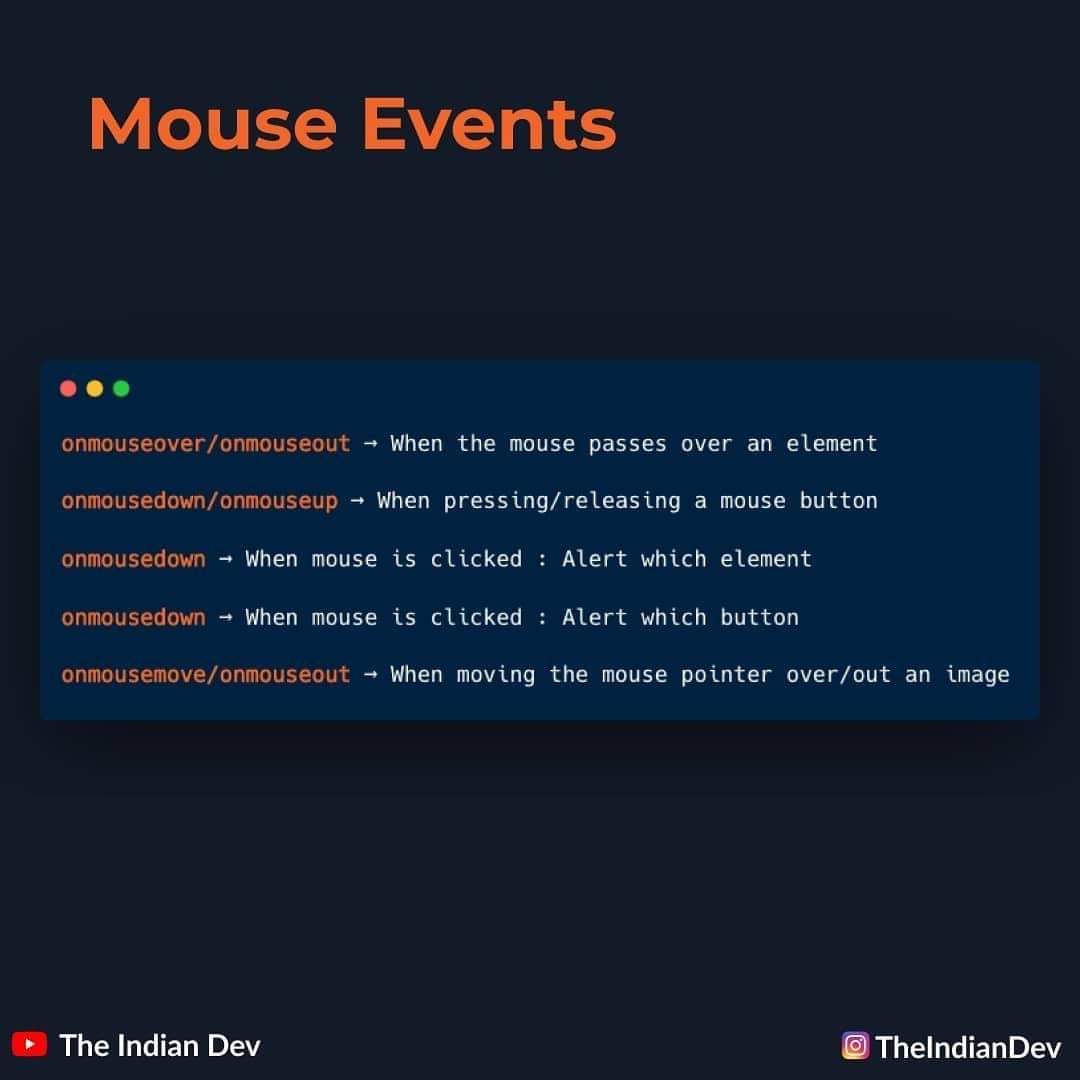 Mouse Events
onmouseover/onmouseout → When the mouse passes over an element
onmousedown/onmouseup → When pressing/releasing a mouse button
onmousedown → When mouse is clicked : Alert which element
onmousedown → When mouse is clicked : Alert which button
onmousemove/onmouseout → When moving the mouse pointer over/out an image
The Indian Dev
TheIndianDev